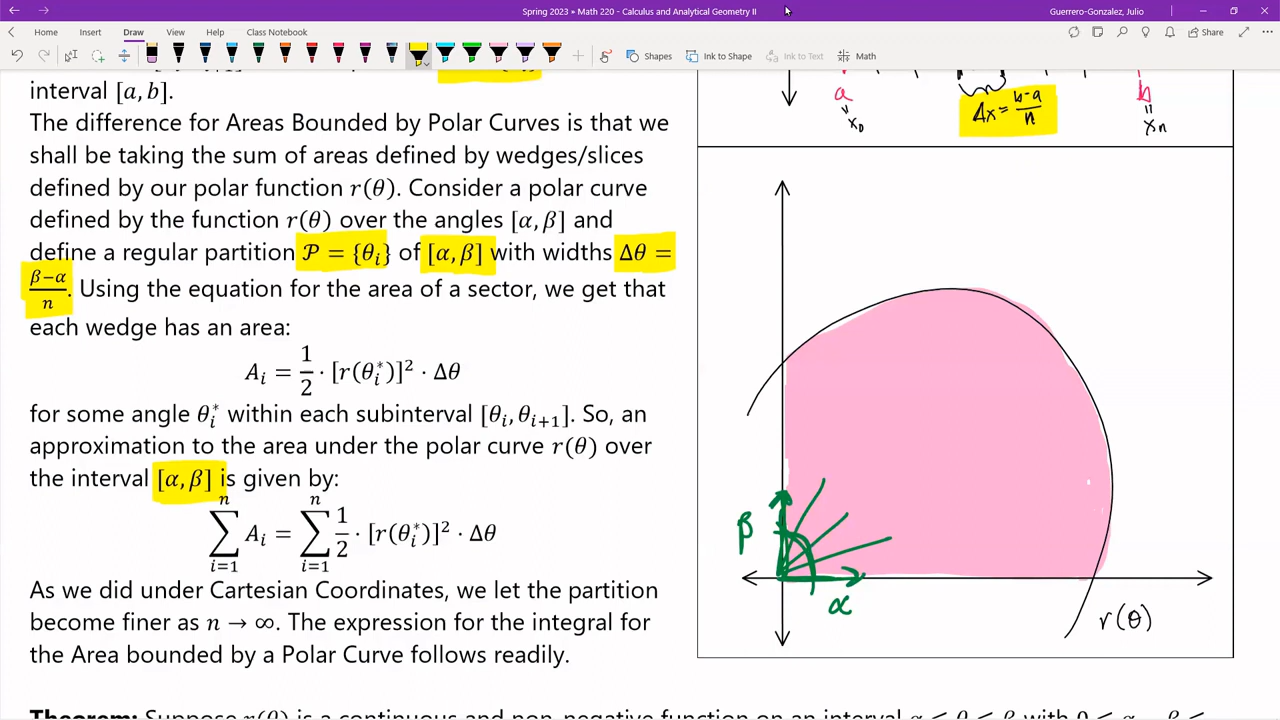 Spring 2023 » Math 220 - Calculus and Analytical Geometry II
Guerrero-Gonzalez, Julio
Home Insert Draw View Help Class Notebook
Share
Shapes Ink to Shape Ink to Text Math
interval [a, b].
The difference for Areas Bounded by Polar Curves is that we
shall be taking the sum of areas defined by wedges/slices
defined by our polar function r(θ). Consider a polar curve
defined by the function r(θ) over the angles [α, β] and
define a regular partition 𝒫 = {θᵢ} of [α, β] with widths Δθ =
β−α/n. Using the equation for the area of a sector, we get that
each wedge has an area:
Aᵢ = 1/2 · [r(θᵢ*)]² · Δθ
for some angle θᵢ* within each subinterval [θᵢ, θᵢ₊₁]. So, an
approximation to the area under the polar curve r(θ) over
the interval [α, β] is given by:
∑ᵢ₌₁ⁿ Aᵢ = ∑ᵢ₌₁ⁿ 1/2 · [r(θᵢ*)]² · Δθ
As we did under Cartesian Coordinates, we let the partition
become finer as n → ∞. The expression for the integral for
the Area bounded by a Polar Curve follows readily.
a
x₀
Δx = b-a/n
b
xₙ
β
α
r(θ)